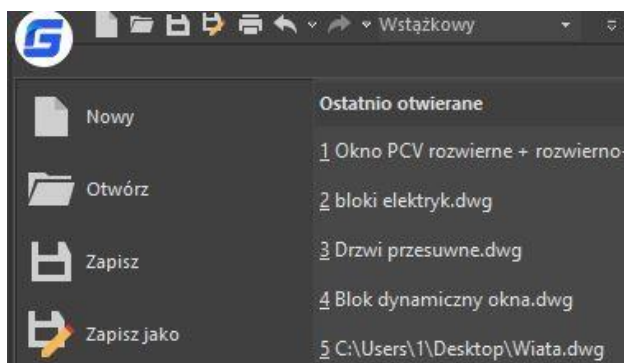 Wstążkowy
Nowy
Otwórz
Zapisz
Zapisz jako
Ostatnio otwierane
1 Okno PCV rozwierne + rozwierno-
2 bloki elektryk.dwg
3 Drzwi przesuwne.dwg
4 Blok dynamiczny okna.dwg
5 C:\Users\1\Desktop\Wiata.dwg